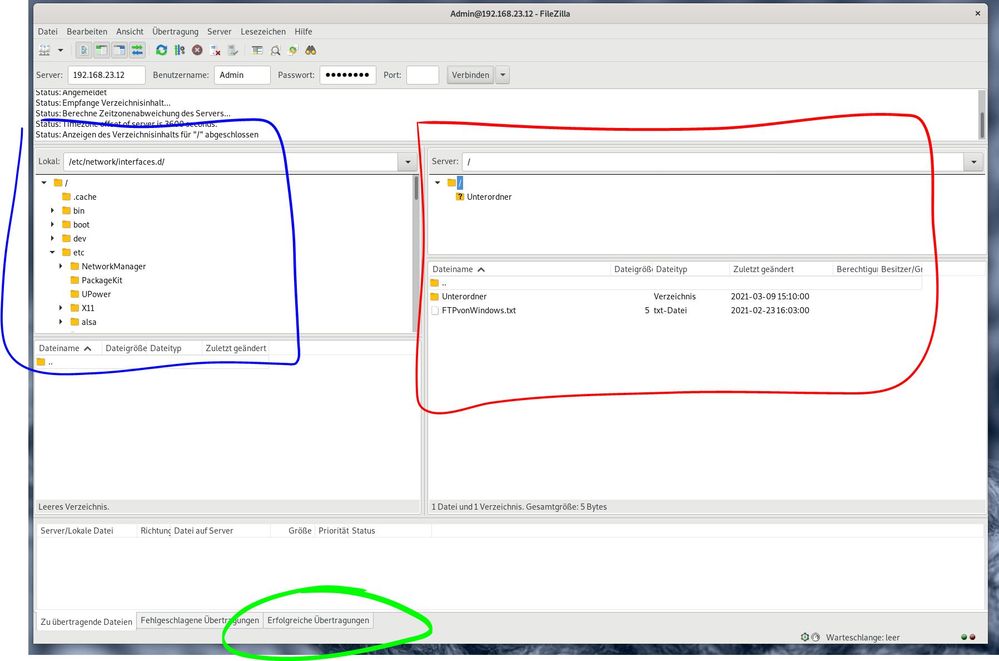 Admin@192.168.23.12 - FileZilla
Datei Bearbeiten Ansicht Übertragung Server Lesezeichen Hilfe
Server: 192.168.23.12 Benutzername: Admin Passwort: ●●●●●●●● Port: Verbinden
Status: Angemeldet
Status: Empfange Verzeichnisinhalt...
Status: Berechne Zeitzonenabweichung des Servers...
Status: Timezone offset of server is 3600 seconds.
Status: Anzeigen des Verzeichnisinhalts für "/" abgeschlossen
Lokal: /etc/network/interfaces.d/
/
.cache
bin
boot
dev
etc
NetworkManager
PackageKit
UPower
X11
alsa
Dateiname Dateigröße Dateityp Zuletzt geändert
..
Leeres Verzeichnis.
Server: /
/
Unterordner
Dateiname Dateigröße Dateityp Zuletzt geändert Berechtigu Besitzer/Gr
..
Unterordner Verzeichnis 2021-03-09 15:10:00
FTPvonWindows.txt 5 txt-Datei 2021-02-23 16:03:00
1 Datei und 1 Verzeichnis. Gesamtgröße: 5 Bytes
Server/Lokale Datei Richtung Datei auf Server Größe Priorität Status
Zu übertragende Dateien Fehlgeschlagene Übertragungen Erfolgreiche Übertragungen
Warteschlange: leer